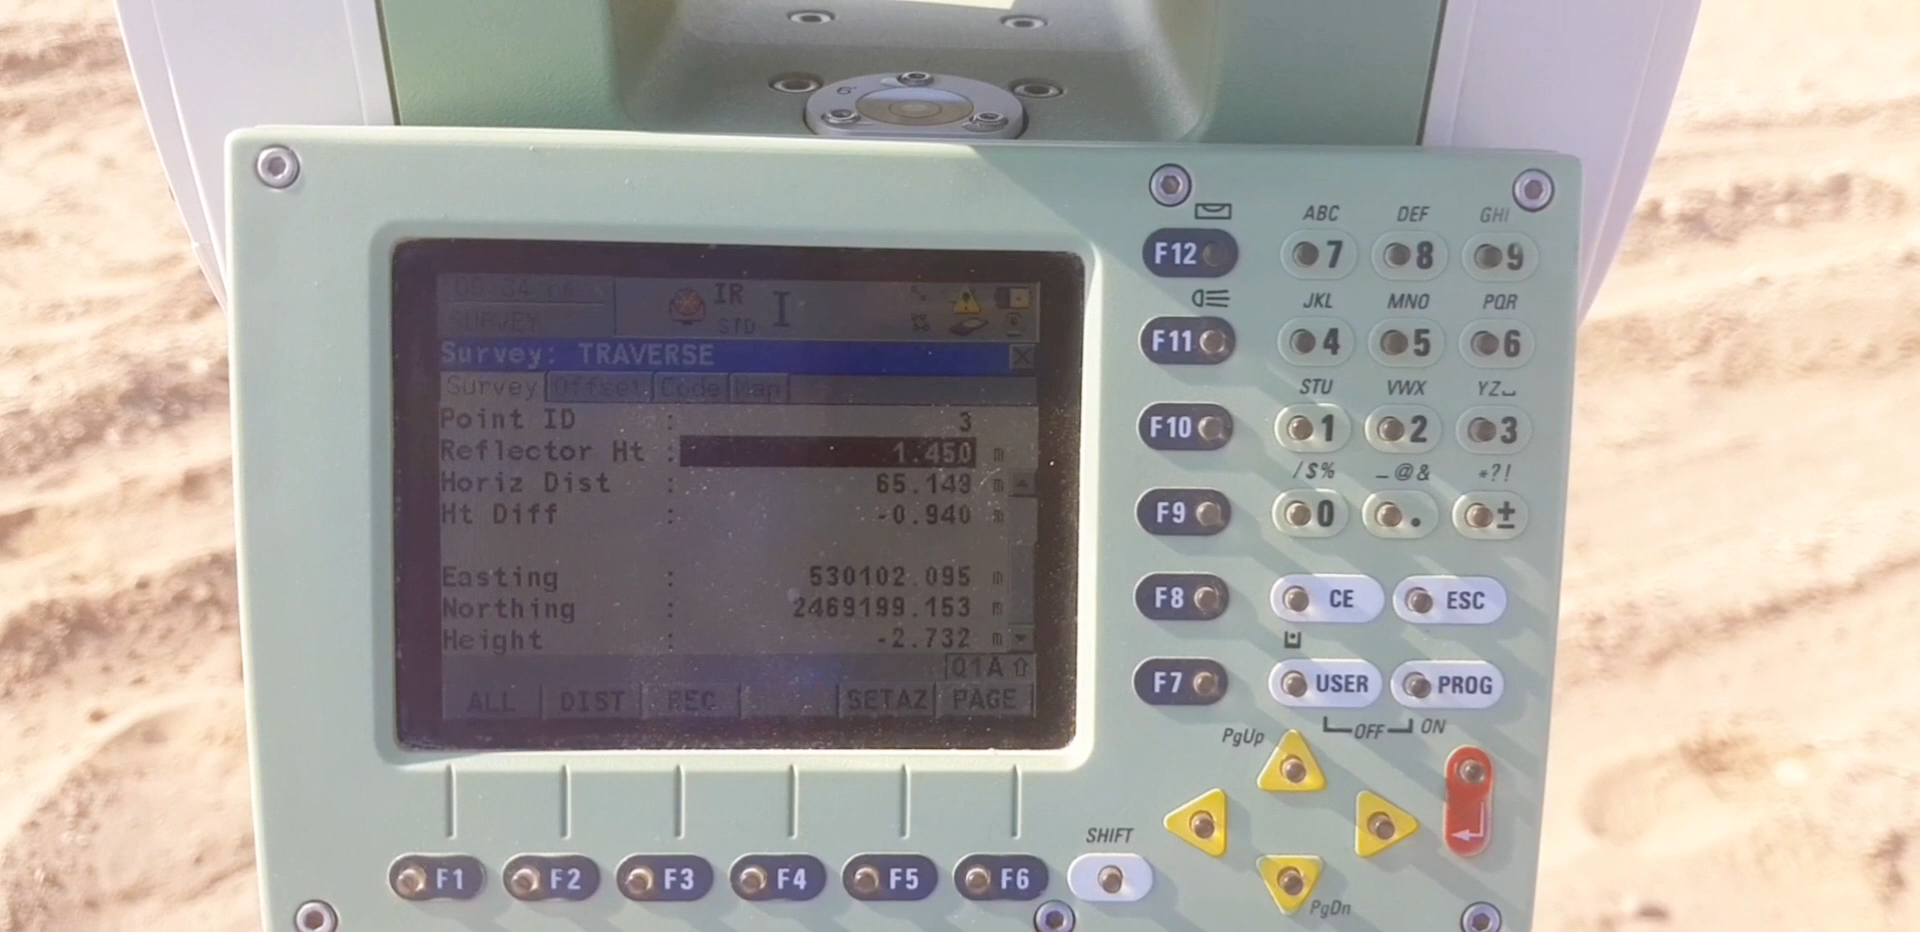 6'
IR
STD
I
SURVEY
Survey: TRAVERSE
Survey Offset Code Map
Point ID : 3
Reflector Ht : 1.450 m
Horiz Dist : 65.149 m
Ht Diff : -0.940 m
Easting : 530102.095 m
Northing : 2469199.153 m
Height : -2.732 m
Q1A
ALL DIST REC SETAZ PAGE
F1 F2 F3 F4 F5 F6
SHIFT
ABC DEF GHI
F12 7 8 9
JKL MNO PQR
F11 4 5 6
STU VWX YZ
F10 1 2 3
/$% _@& *?!
F9 0 . ±
F8 CE ESC
F7 USER PROG
OFF ON
PgUp
PgDn